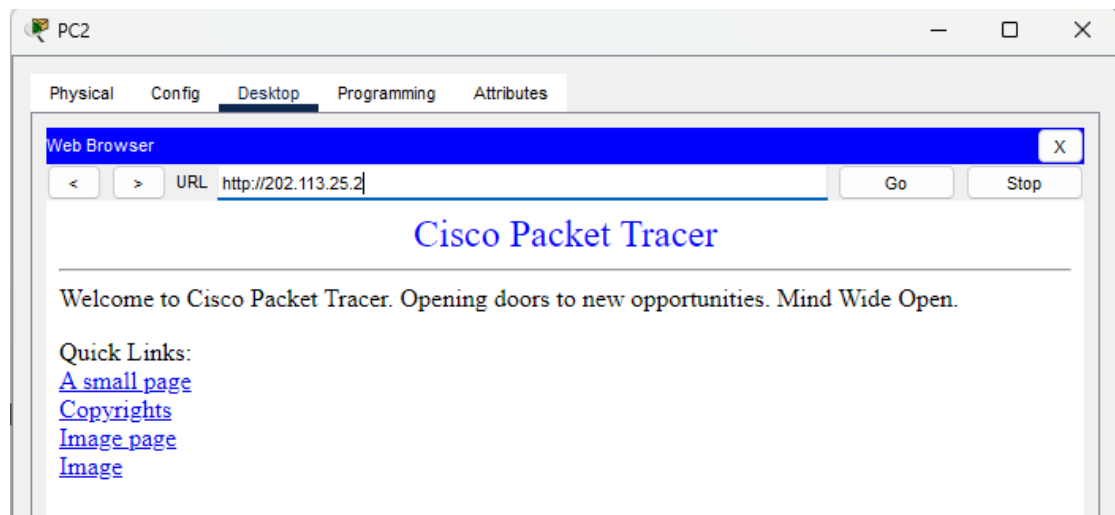 PC2
Physical Config Desktop Programming Attributes
Web Browser X
< > URL http://202.113.25.2 Go Stop
Cisco Packet Tracer
Welcome to Cisco Packet Tracer. Opening doors to new opportunities. Mind Wide Open.
Quick Links:
A small page
Copyrights
Image page
Image